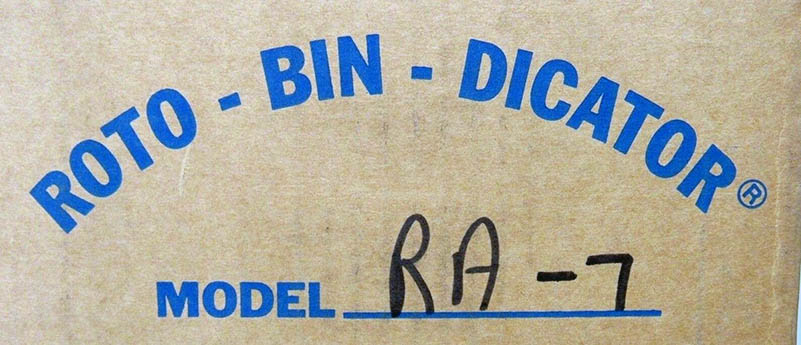 ROTO - BIN - DICATOR®
MODEL RA-7